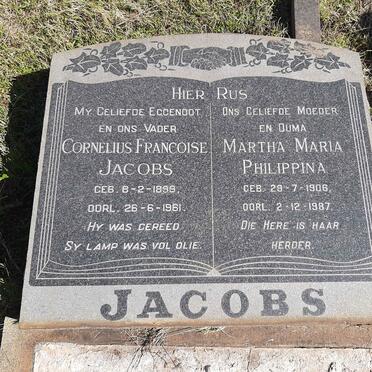 Hier Rus
My Geliefde Eggenoot
en ons Vader
Cornelius Francoise
Jacobs
geb. 8-2-1899,
oorl. 26-6-1961.
Hy was gereed
Sy lamp was vol olie.
Ons Geliefde Moeder
en Ouma
Martha Maria
Philippina
geb. 29-7-1906,
oorl. 2-12-1987.
Die Here is haar
herder.
JACOBS